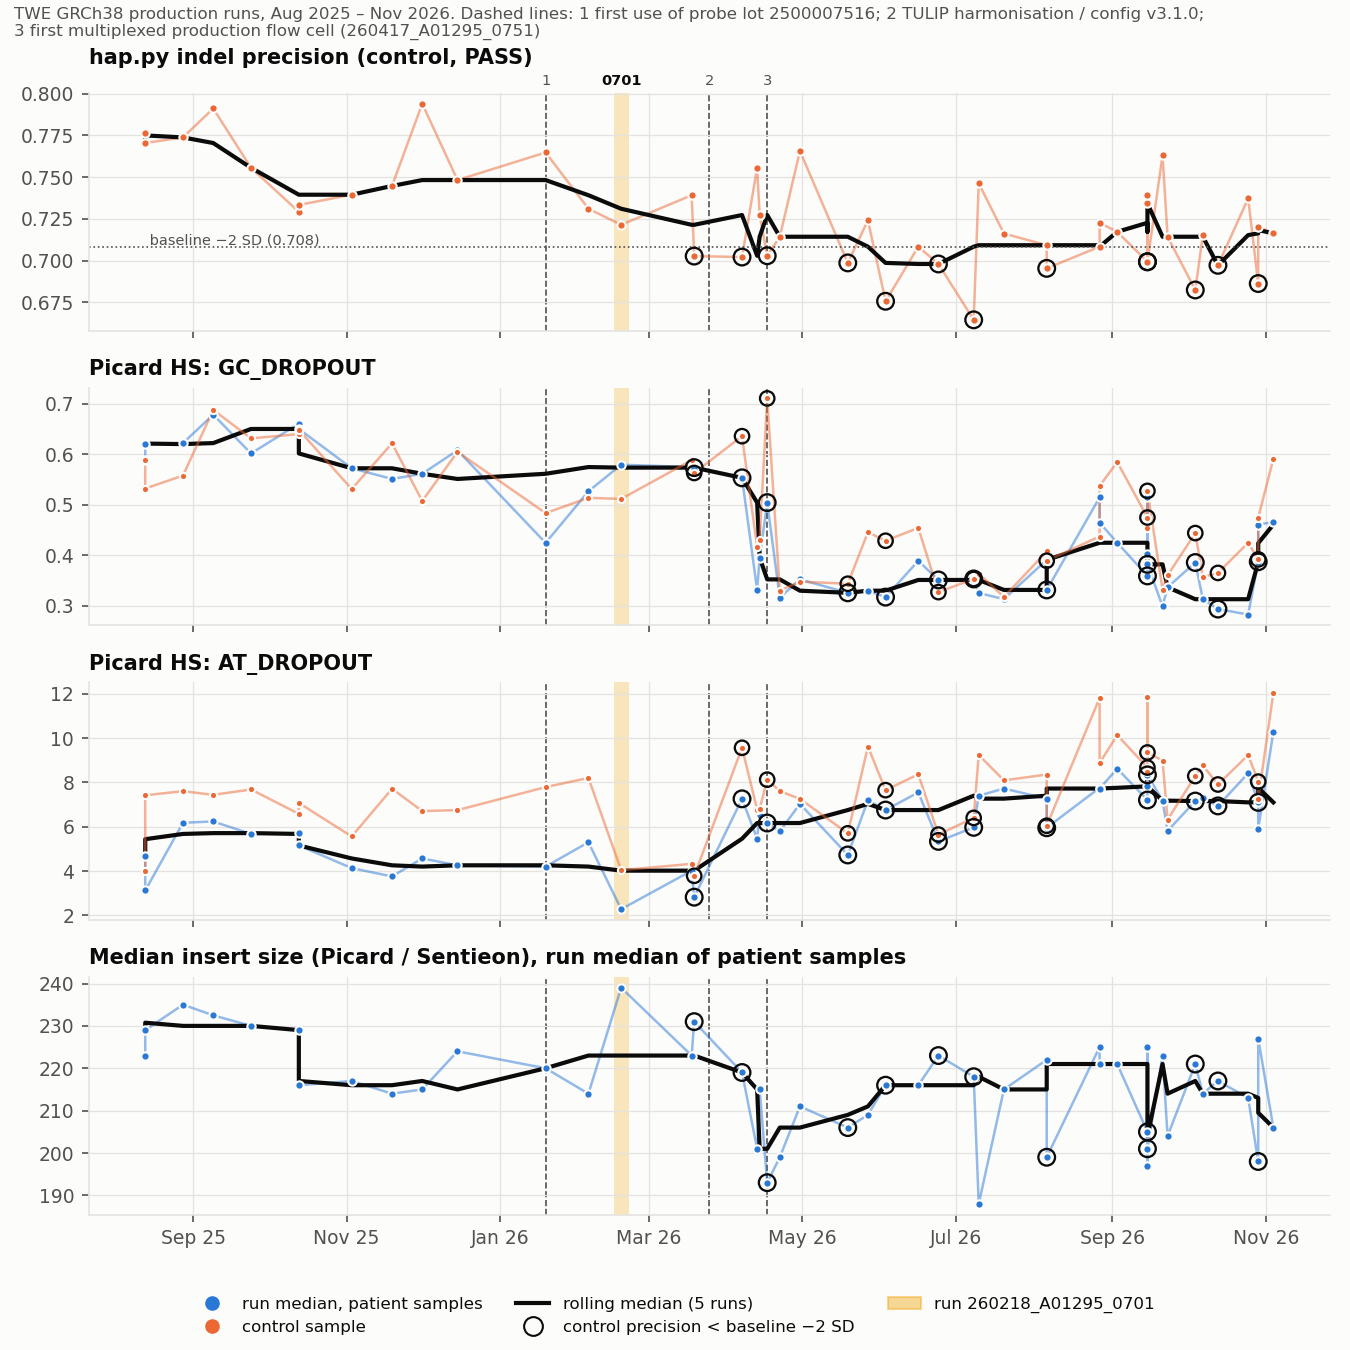 TWE GRCh38 production runs, Aug 2025 – Nov 2026. Dashed lines: 1 first use of probe lot 2500007516; 2 TULIP harmonisation / config v3.1.0;
3 first multiplexed production flow cell (260417_A01295_0751)
hap.py indel precision (control, PASS)
1 0701 2 3
0.800
0.775
0.750
0.725
baseline −2 SD (0.708)
0.700
0.675
Picard HS: GC_DROPOUT
0.7
0.6
0.5
0.4
0.3
Picard HS: AT_DROPOUT
12
10
8
6
4
2
Median insert size (Picard / Sentieon), run median of patient samples
240
230
220
210
200
190
Sep 25 Nov 25 Jan 26 Mar 26 May 26 Jul 26 Sep 26 Nov 26
run median, patient samples rolling median (5 runs) run 260218_A01295_0701
control sample control precision < baseline −2 SD